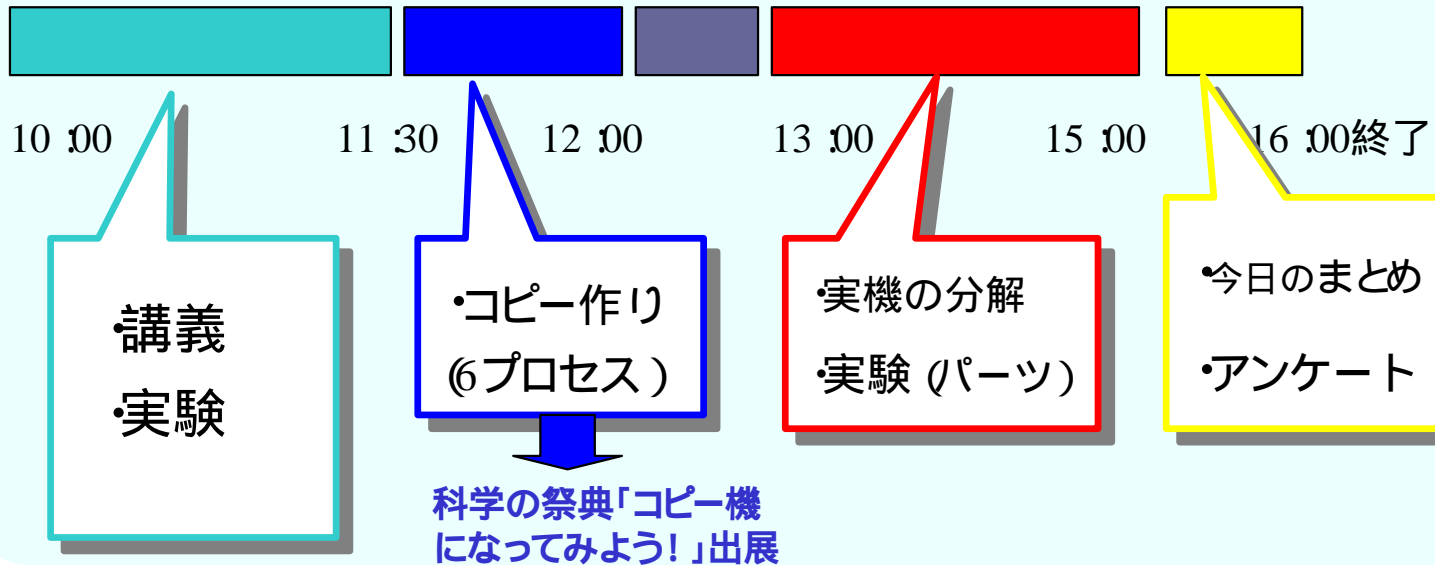 10:00 11:30 12:00 13:00 15:00 16:00終了
・講義
・実験
・コピー作り
(6プロセス)
・実機の分解
・実験(パーツ)
・今日のまとめ
・アンケート
科学の祭典「コピー機
になってみよう!」出展